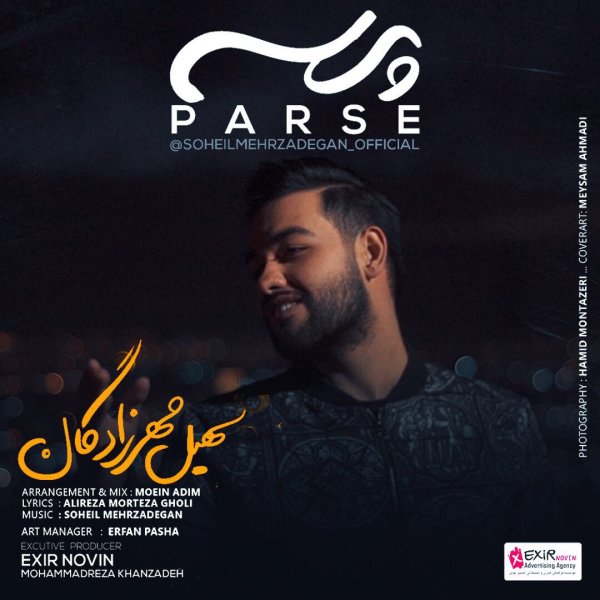 پرسه
PARSE
@SOHEILMEHRZADEGAN_OFFICIAL
PHOTOGRAPHY : HAMID MONTAZERI ... COVERART: MEYSAM AHMADI
سهیل مهرزادگان
ARRANGEMENT & MIX : MOEIN ADIM
LYRICS : ALIREZA MORTEZA GHOLI
MUSIC : SOHEIL MEHRZADEGAN
ART MANAGER : ERFAN PASHA
EXCUTIVE PRODUCER
EXIR NOVIN
MOHAMMADREZA KHANZADEH
EXIR NOVIN
Advertising Agency